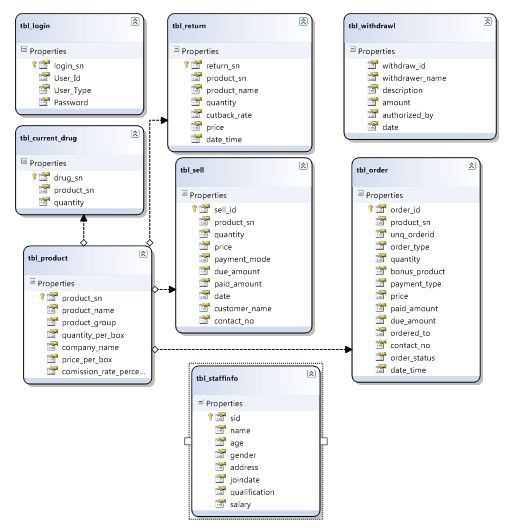 tbl_login
Properties
login_sn
User_Id
User_Type
Password
tbl_return
Properties
return_sn
product_sn
product_name
quantity
cutback_rate
price
date_time
tbl_withdrawl
Properties
withdraw_id
withdrawer_name
description
amount
authorized_by
date
tbl_current_drug
Properties
drug_sn
product_sn
quantity
tbl_sell
Properties
sell_id
product_sn
quantity
price
payment_mode
due_amount
paid_amount
date
customer_name
contact_no
tbl_order
Properties
order_id
product_sn
unq_orderid
order_type
quantity
bonus_product
payment_type
price
paid_amount
due_amount
ordered_to
contact_no
order_status
date_time
tbl_product
Properties
product_sn
product_name
product_group
quantity_per_box
company_name
price_per_box
comission_rate_perce...
tbl_staffinfo
Properties
sid
name
age
gender
address
joindate
qualification
salary